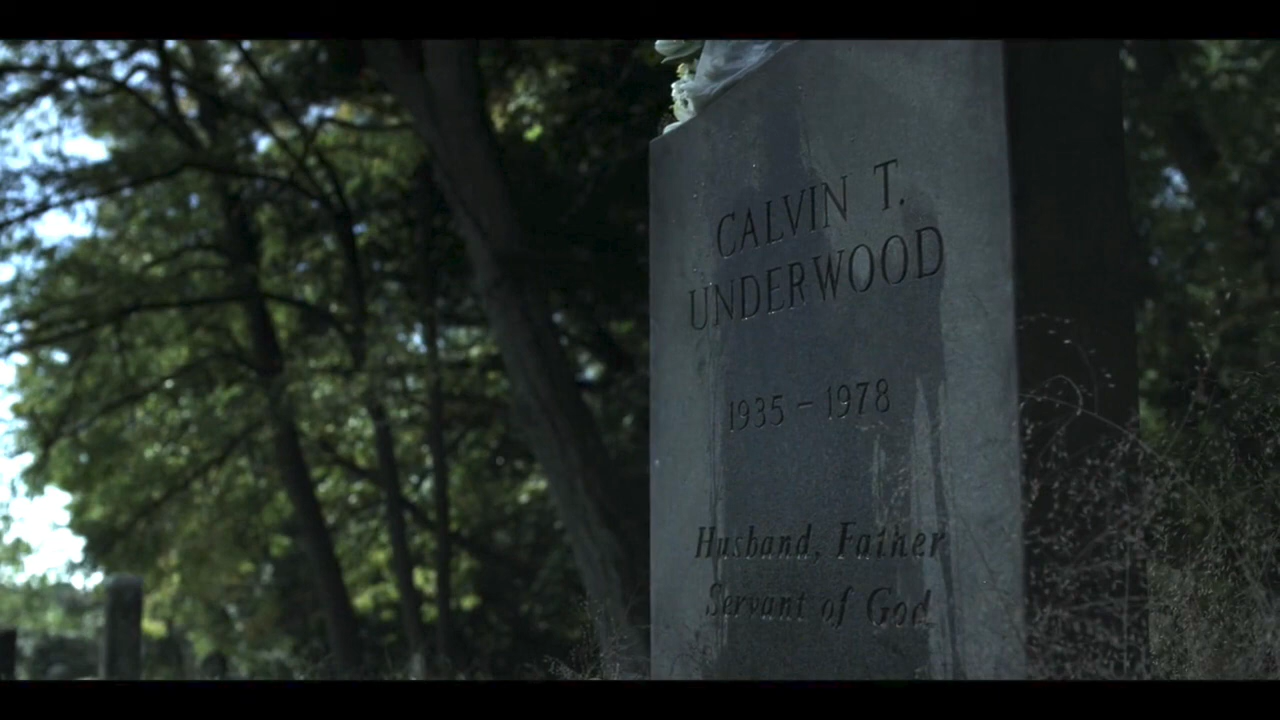 CALVIN T.
UNDERWOOD
1935 - 1978
Husband, Father
Servant of God